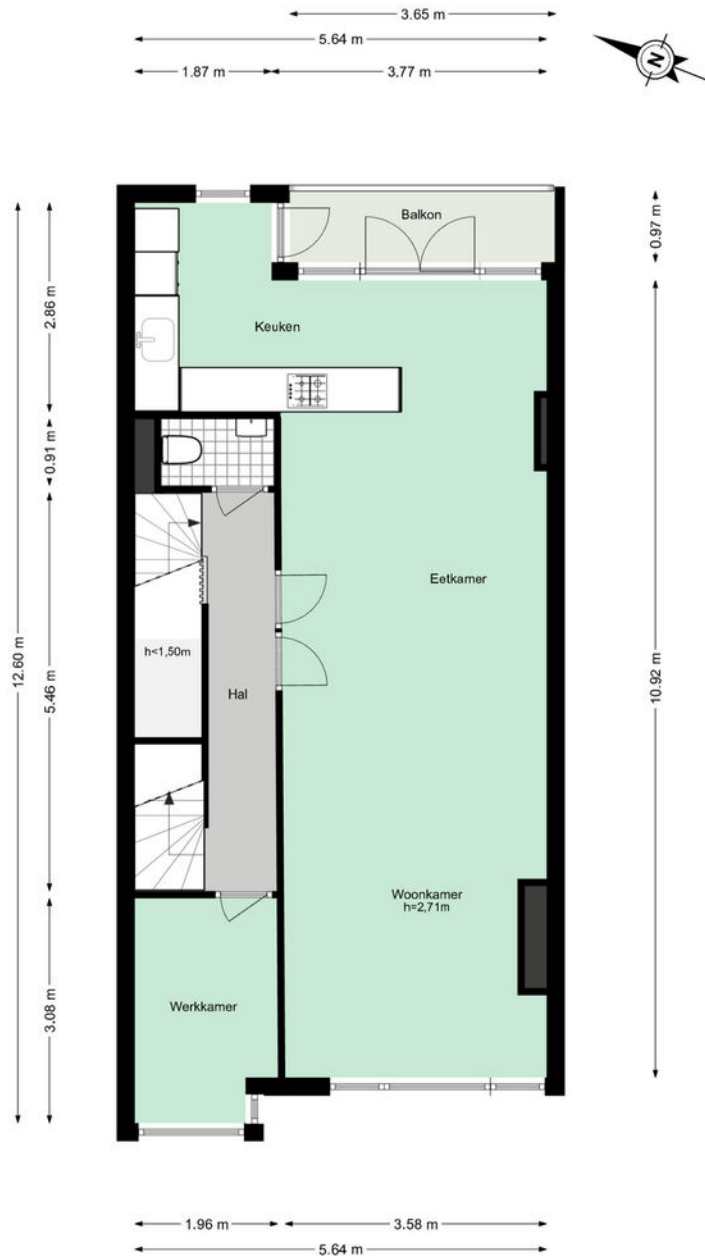 3.65 m
5.64 m
1.87 m
3.77 m
N
Balkon
0.97 m
2.86 m
Keuken
0.91 m
12.60 m
5.46 m
10.92 m
Eetkamer
h<1,50m
Hal
Woonkamer
h=2,71m
Werkkamer
3.08 m
1.96 m
3.58 m
5.64 m